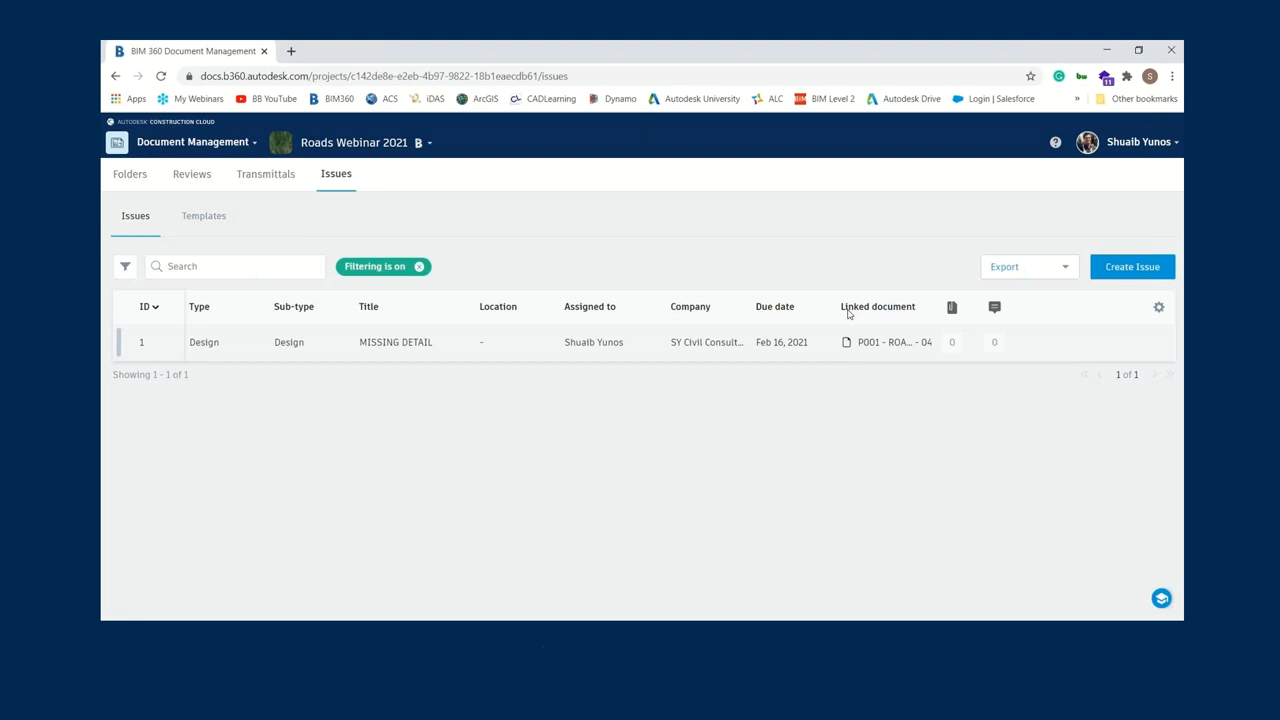 BIM 360 Document Management
docs.b360.autodesk.com/projects/c142de8e-e2eb-4b97-9822-18b1eaecdb61/issues
11
S
Apps My Webinars BB YouTube BIM360 ACS iDAS ArcGIS CADLearning Dynamo Autodesk University ALC BIM Level 2 Autodesk Drive Login | Salesforce » Other bookmarks
AUTODESK CONSTRUCTION CLOUD
Document Management Roads Webinar 2021 B Shuaib Yunos
Folders Reviews Transmittals Issues
Issues Templates
Search Filtering is on Export Create Issue
ID Type Sub-type Title Location Assigned to Company Due date Linked document
1 Design Design MISSING DETAIL - Shuaib Yunos SY Civil Consult... Feb 16, 2021 P001 - ROA... - 04 0 0
Showing 1 - 1 of 1 1 of 1